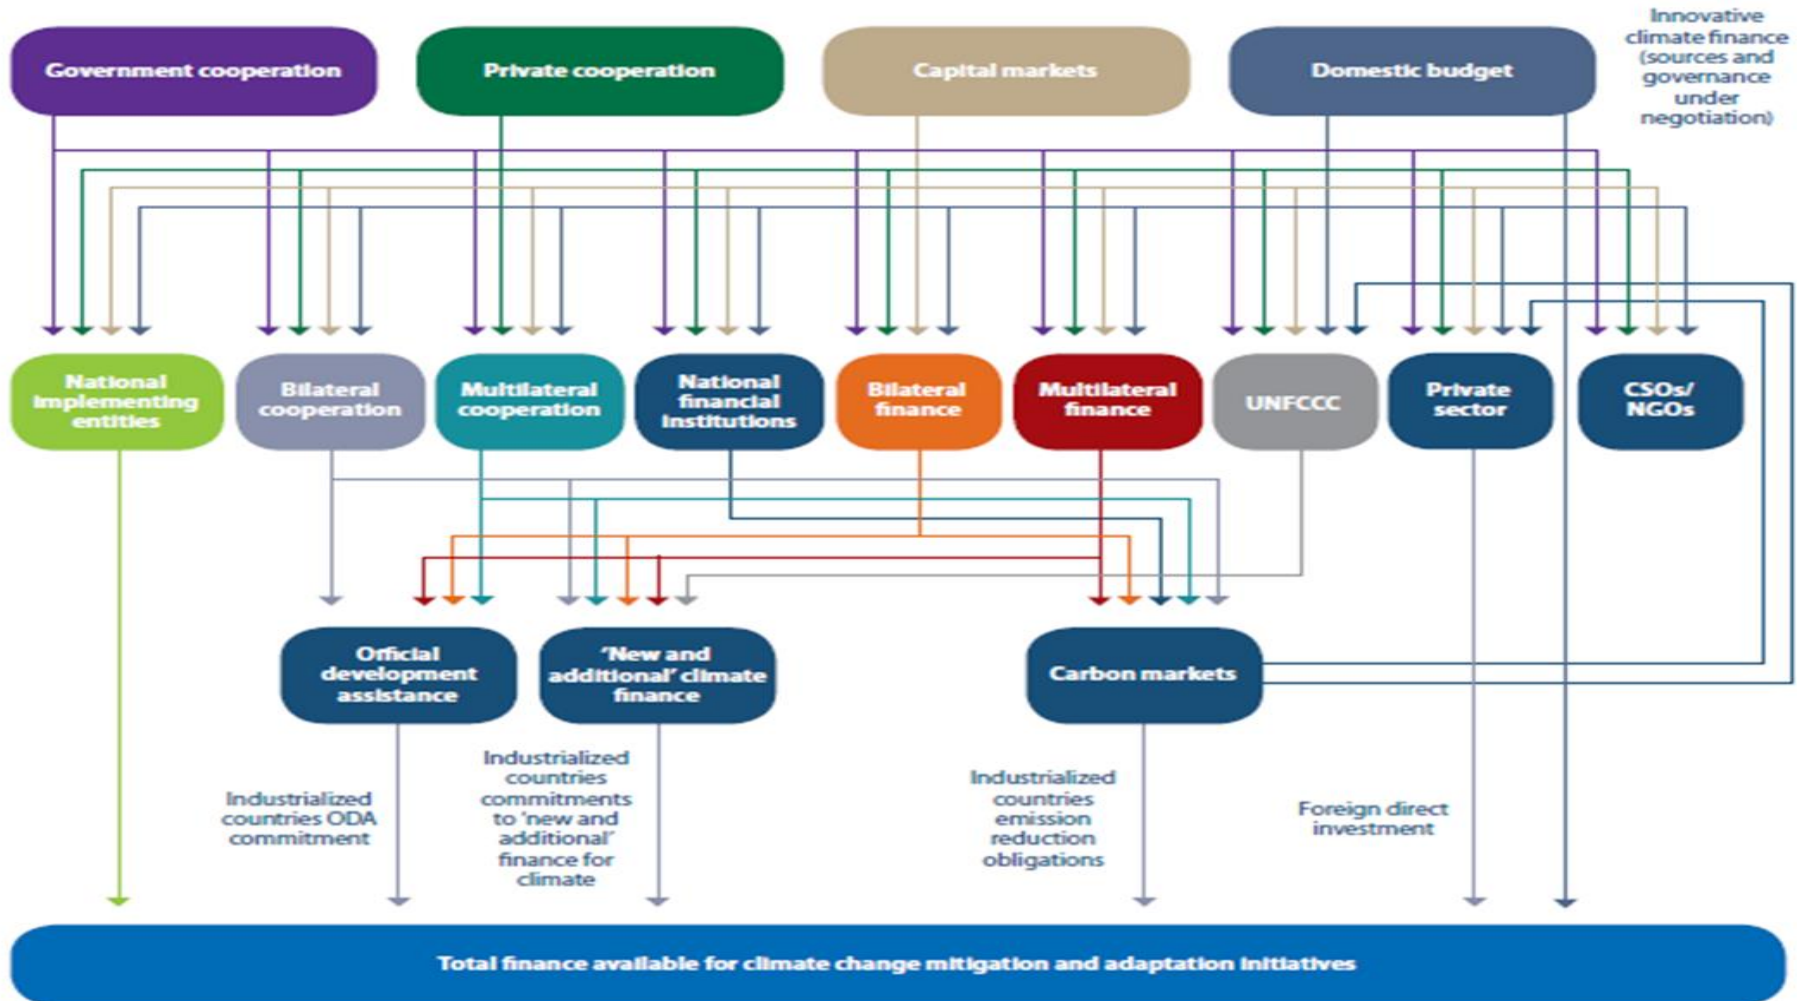 Innovative
climate finance
(sources and
governance
under
negotiation)
Government cooperation
Private cooperation
Capital markets
Domestic budget
National
implementing
entities
Bilateral
cooperation
Multilateral
cooperation
National
financial
institutions
Bilateral
finance
Multilateral
finance
UNFCCC
Private
sector
CSOs/
NGOs
Official
development
assistance
'New and
additional' climate
finance
Carbon markets
Industrialized
countries ODA
commitment
Industrialized
countries
commitments
to 'new and
additional'
finance for
climate
Industrialized
countries
emission
reduction
obligations
Foreign direct
investment
Total finance available for climate change mitigation and adaptation initiatives